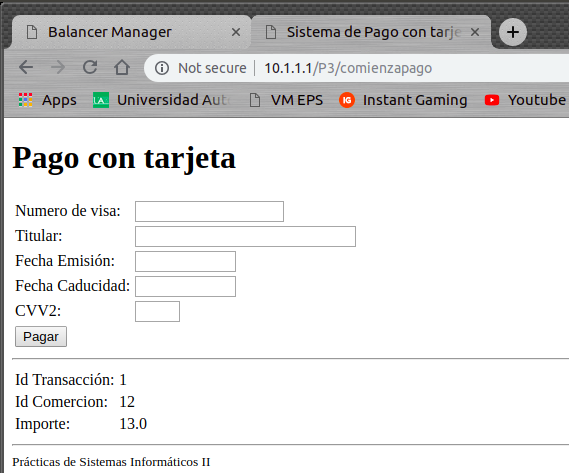 Balancer Manager
Sistema de Pago con tarje
Not secure 10.1.1.1/P3/comienzapago
Apps LA... Universidad Aut VM EPS IG Instant Gaming Youtube
Pago con tarjeta
Numero de visa:
Titular:
Fecha Emisión:
Fecha Caducidad:
CVV2:
Pagar
Id Transacción: 1
Id Comercion: 12
Importe: 13.0
Prácticas de Sistemas Informáticos II